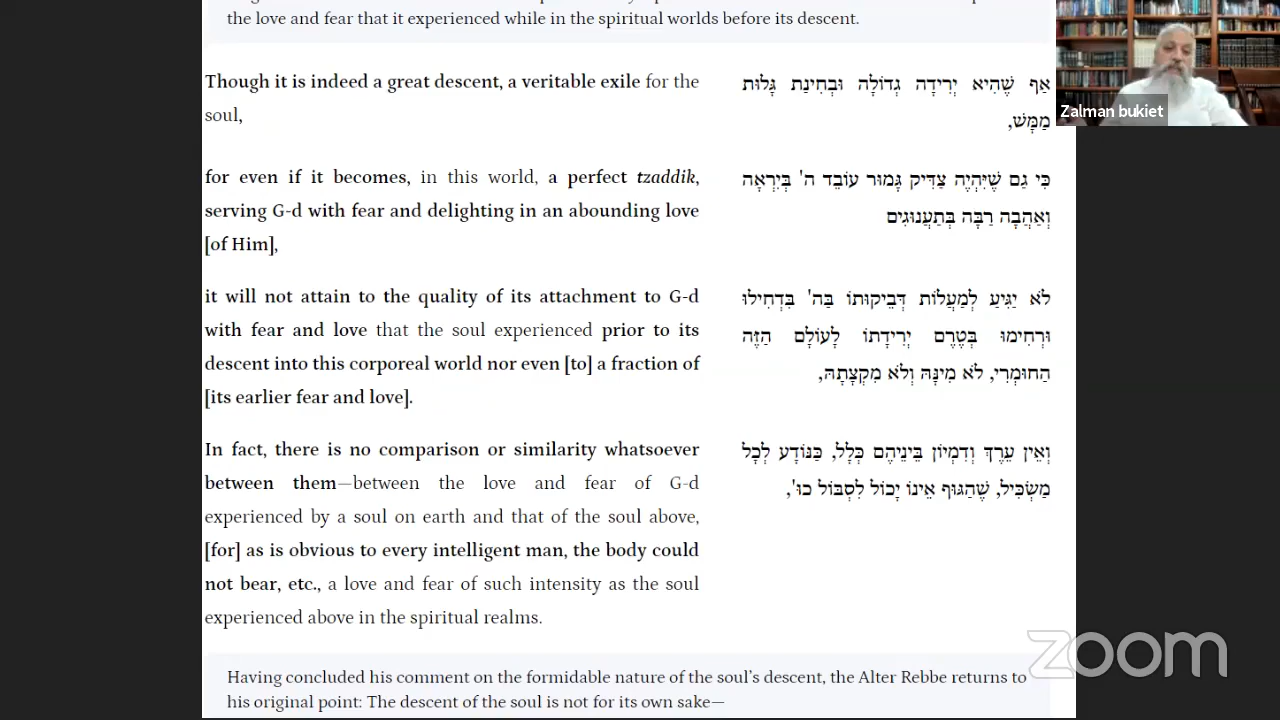 the love and fear that it experienced while in the spiritual worlds before its descent.
Though it is indeed a great descent, a veritable exile for the
soul,
אַף שֶׁהִיא יְרִידָה גְדוֹלָה וּבְחִינַת גָּלוּת
מַמָּשׁ,
for even if it becomes, in this world, a perfect tzaddik,
serving G-d with fear and delighting in an abounding love
[of Him],
כִּי גַם שֶׁיִּהְיֶה צַדִּיק גָּמוּר עוֹבֵד ה' בְּיִרְאָה
וְאַהֲבָה רַבָּה בְּתַעֲנוּגִים
it will not attain to the quality of its attachment to G-d
with fear and love that the soul experienced prior to its
descent into this corporeal world nor even [to] a fraction of
[its earlier fear and love].
לֹא יַגִּיעַ לְמַעֲלוֹת דְּבֵיקוּתוֹ בַּה' בִּדְחִילוּ
וּרְחִימוּ בְּטֶרֶם יְרִידָתוֹ לָעוֹלָם הַזֶּה
הַחוּמְרִי, לֹא מִינָּהּ וְלֹא מִקְצָתָהּ,
In fact, there is no comparison or similarity whatsoever
between them—between the love and fear of G-d
experienced by a soul on earth and that of the soul above,
[for] as is obvious to every intelligent man, the body could
not bear, etc., a love and fear of such intensity as the soul
experienced above in the spiritual realms.
וְאֵין עֵרֶךְ וְדִמְיוֹן בֵּינֵיהֶם כְּלָל, כַּנּוֹדָע לְכָל
מַשְׂכִּיל, שֶׁהַגּוּף אֵינוֹ יָכוֹל לִסְבּוֹל כוּ',
Having concluded his comment on the formidable nature of the soul's descent, the Alter Rebbe returns to
his original point: The descent of the soul is not for its own sake—
Zalman bukiet
zoom